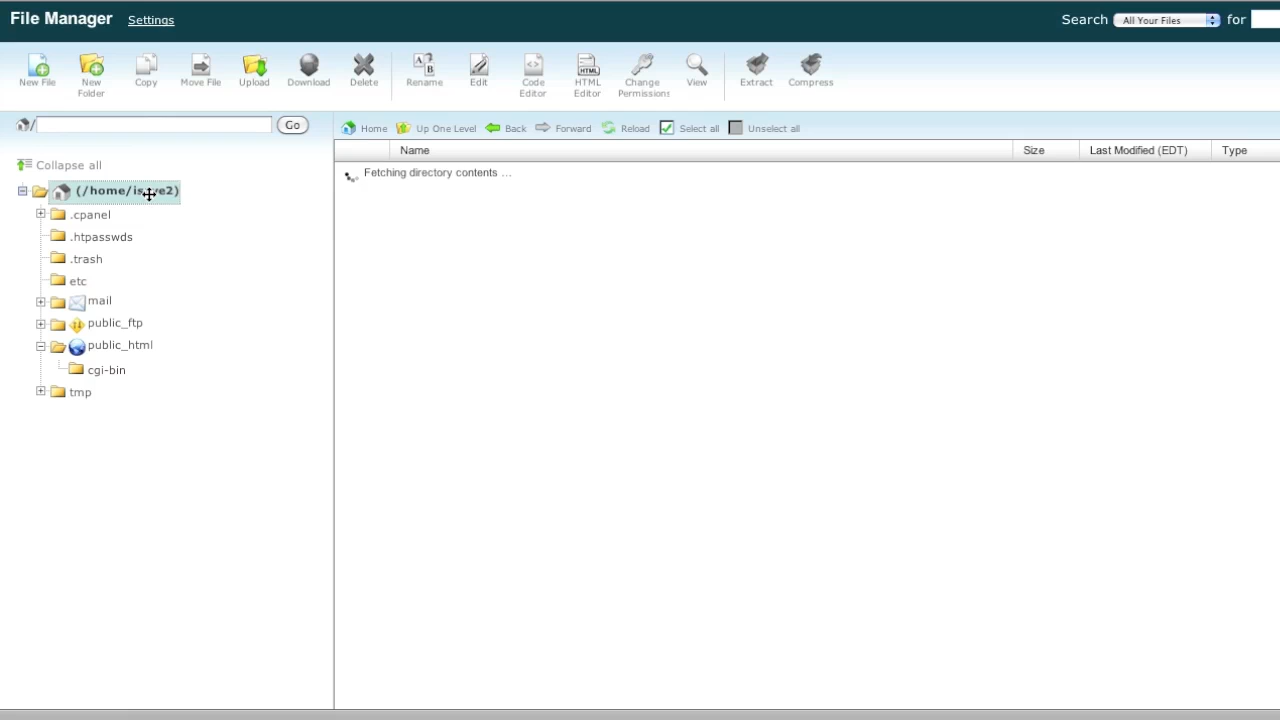 File Manager Settings Search All Your Files for
New File New Folder Copy Move File Upload Download Delete Rename Edit Code Editor HTML Editor Change Permissions View Extract Compress
/ Go
Home Up One Level Back Forward Reload Select all Unselect all
Name Size Last Modified (EDT) Type
Fetching directory contents ...
Collapse all
.cpanel
.htpasswds
.trash
etc
mail
public_ftp
public_html
cgi-bin
tmp